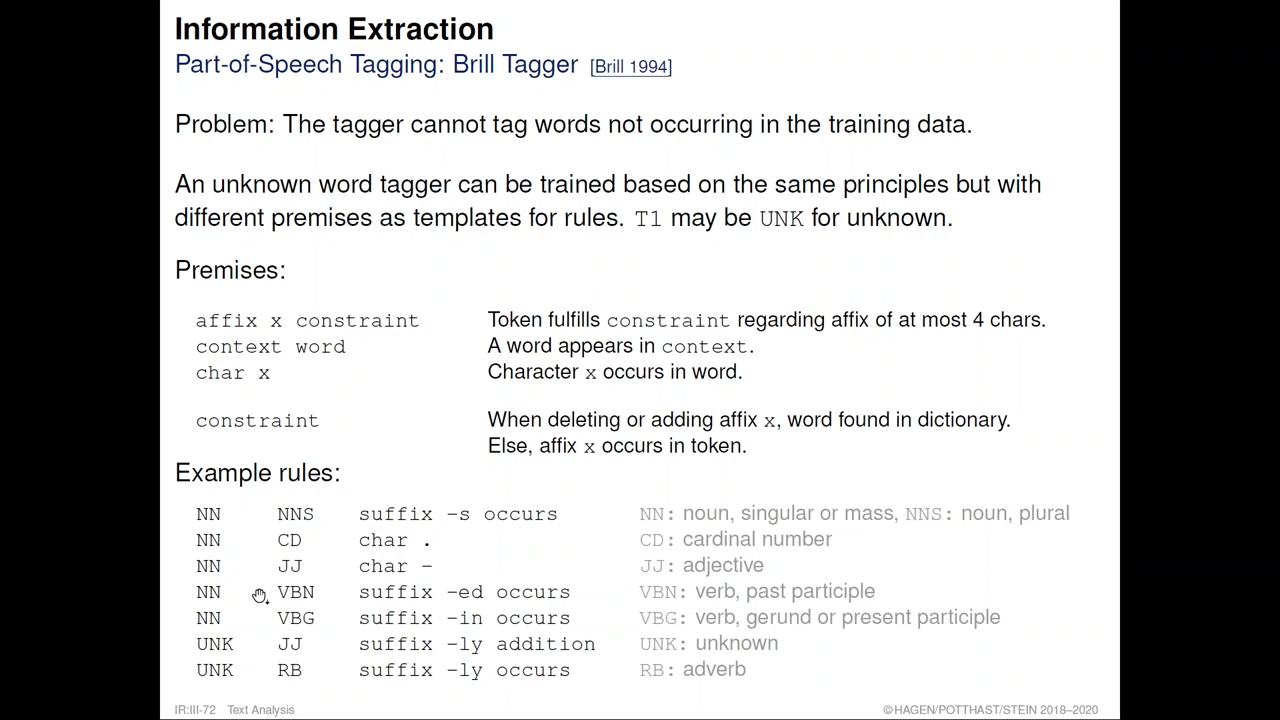 Information Extraction
Part-of-Speech Tagging: Brill Tagger [Brill 1994]
Problem: The tagger cannot tag words not occurring in the training data.
An unknown word tagger can be trained based on the same principles but with
different premises as templates for rules. T1 may be UNK for unknown.
Premises:
affix x constraint Token fulfills constraint regarding affix of at most 4 chars.
context word A word appears in context.
char x Character x occurs in word.
constraint When deleting or adding affix x, word found in dictionary.
Else, affix x occurs in token.
Example rules:
NN NNS suffix -s occurs NN: noun, singular or mass, NNS: noun, plural
NN CD char . CD: cardinal number
NN JJ char - JJ: adjective
NN VBN suffix -ed occurs VBN: verb, past participle
NN VBG suffix -in occurs VBG: verb, gerund or present participle
UNK JJ suffix -ly addition UNK: unknown
UNK RB suffix -ly occurs RB: adverb
IR:III-72 Text Analysis ©HAGEN/POTTHAST/STEIN 2018–2020